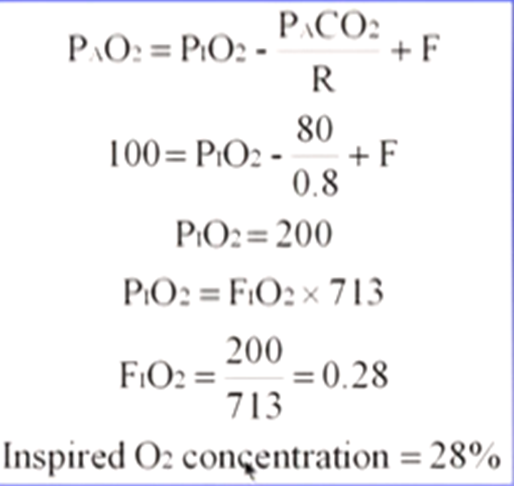 PAO₂ = PIO₂ - PACO₂/R + F
100 = PIO₂ - 80/0.8 + F
PIO₂ = 200
PIO₂ = FIO₂ × 713
FIO₂ = 200/713 = 0.28
Inspired O₂ concentration = 28%